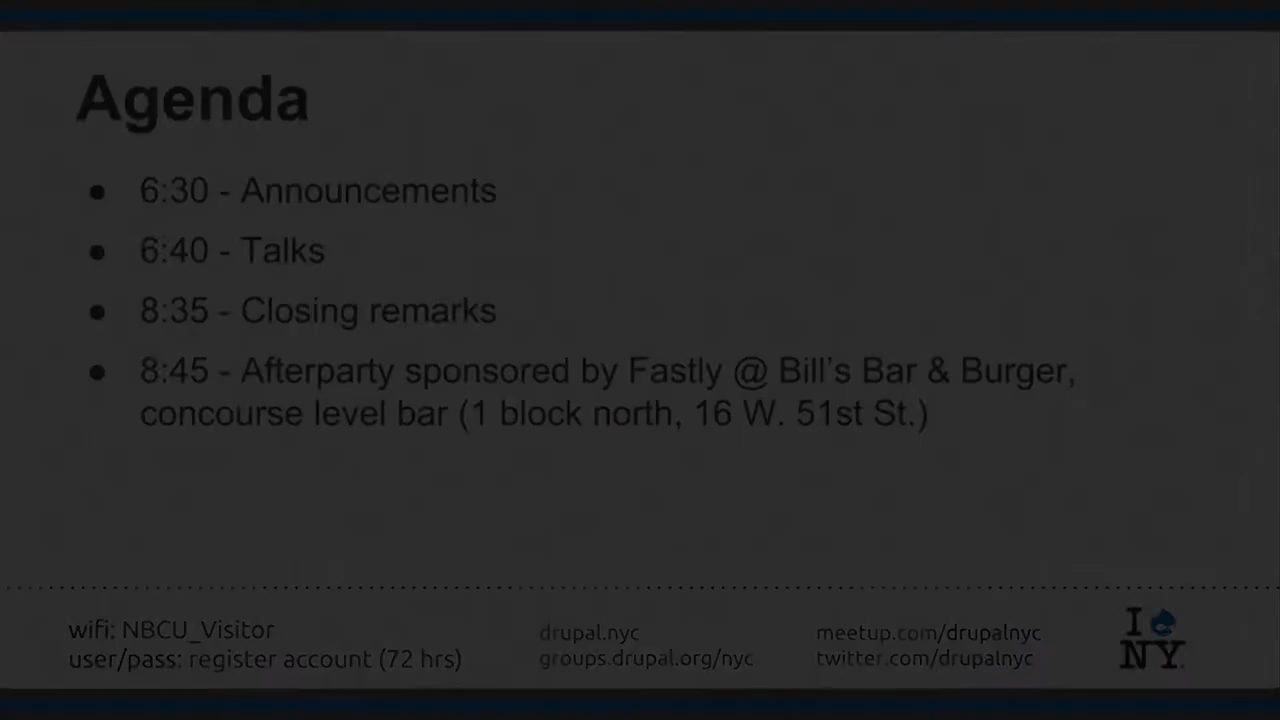 Agenda
● 6:30 - Announcements
● 6:40 - Talks
● 8:35 - Closing remarks
● 8:45 - Afterparty sponsored by Fastly @ Bill's Bar & Burger,
concourse level bar (1 block north, 16 W. 51st St.)
wifi: NBCU_Visitor
user/pass: register account (72 hrs)
drupal.nyc
groups.drupal.org/nyc
meetup.com/drupalnyc
twitter.com/drupalnyc
I
NY